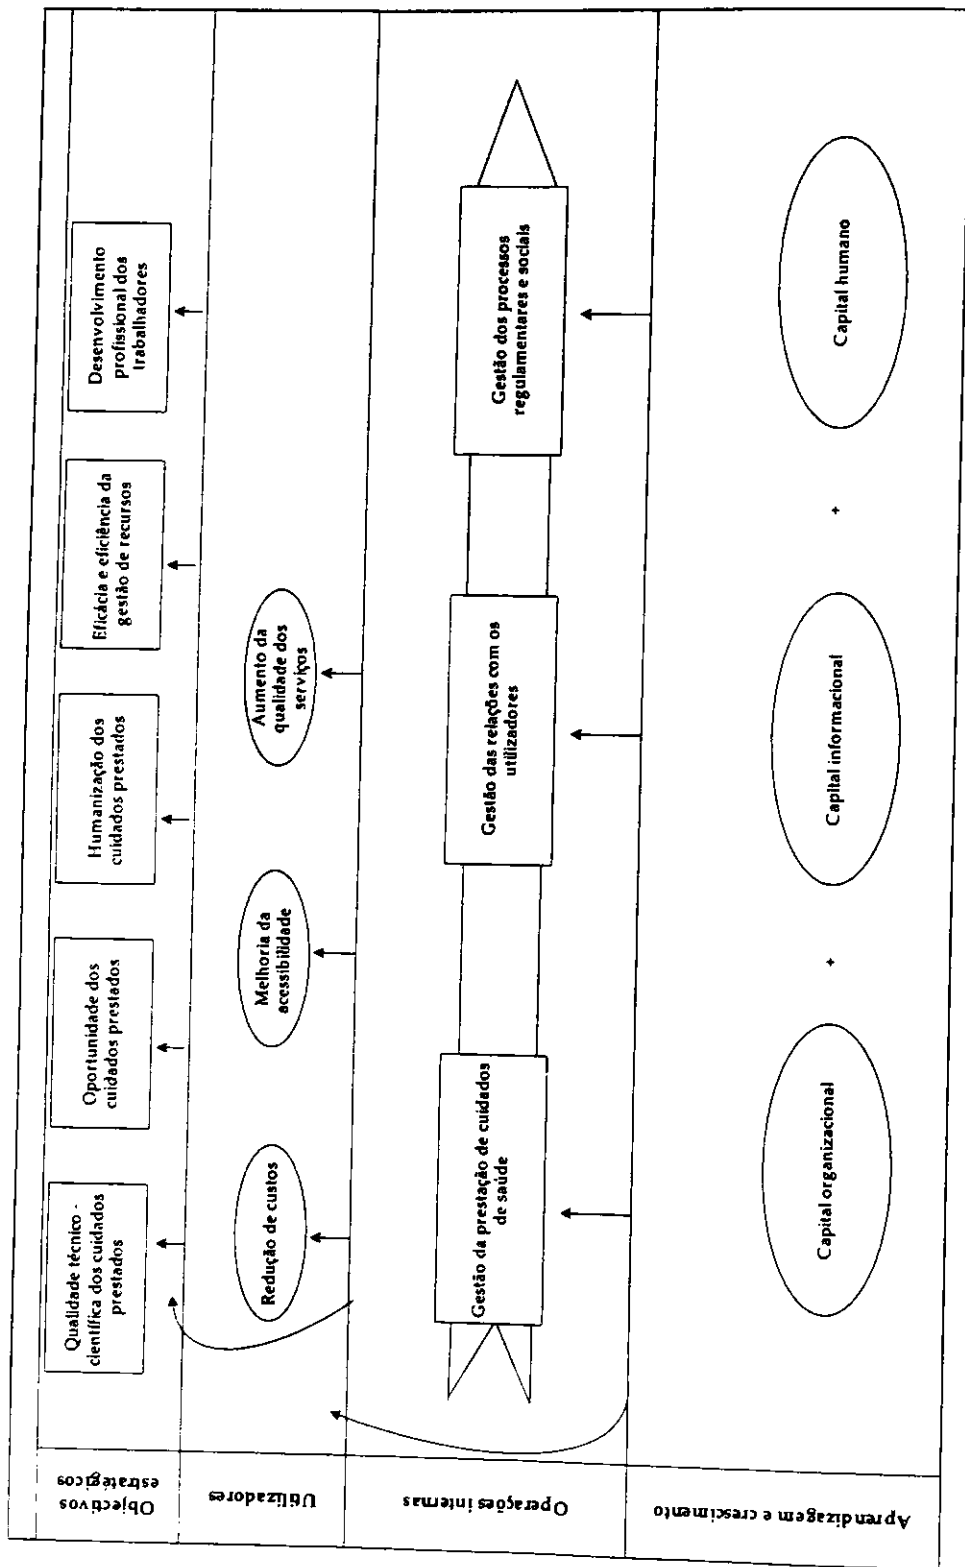 Objectivos
estratégicos
Qualidade técnico -
científica dos cuidados
prestados
Oportunidade dos
cuidados prestados
Humanização dos
cuidados prestados
Eficácia e eficiência da
gestão de recursos
Desenvolvimento
profissional dos
trabalhadores
Utilizadores
Redução de custos
Melhoria da
acessibilidade
Aumento da
qualidade dos
serviços
Operações internas
Gestão da prestação de cuidados
de saúde
Gestão das relações com os
utilizadores
Gestão dos processos
regulamentares e sociais
Aprendizagem e crescimento
Capital organizacional
+
Capital informacional
+
Capital humano